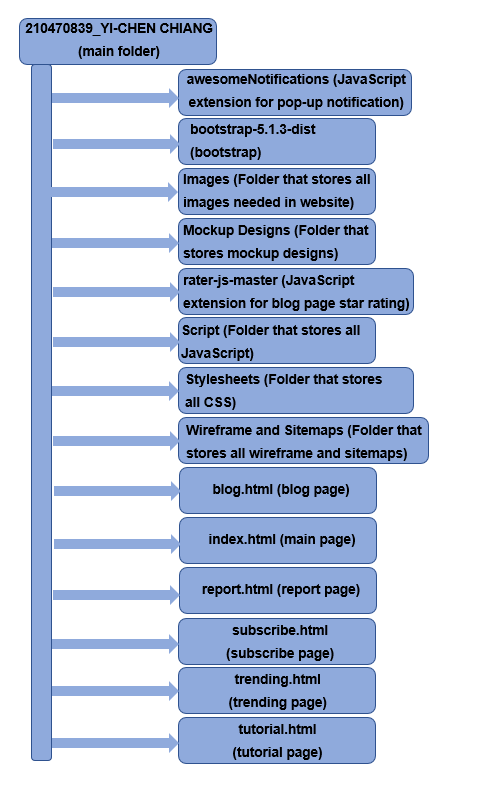 210470839_YI-CHEN CHIANG
(main folder)
awesomeNotifications (JavaScript
extension for pop-up notification)
bootstrap-5.1.3-dist
(bootstrap)
Images (Folder that stores all
images needed in website)
Mockup Designs (Folder that
stores mockup designs)
rater-js-master (JavaScript
extension for blog page star rating)
Script (Folder that stores all
JavaScript)
Stylesheets (Folder that stores
all CSS)
Wireframe and Sitemaps (Folder that
stores all wireframe and sitemaps)
blog.html (blog page)
index.html (main page)
report.html (report page)
subscribe.html
(subscribe page)
trending.html
(trending page)
tutorial.html
(tutorial page)